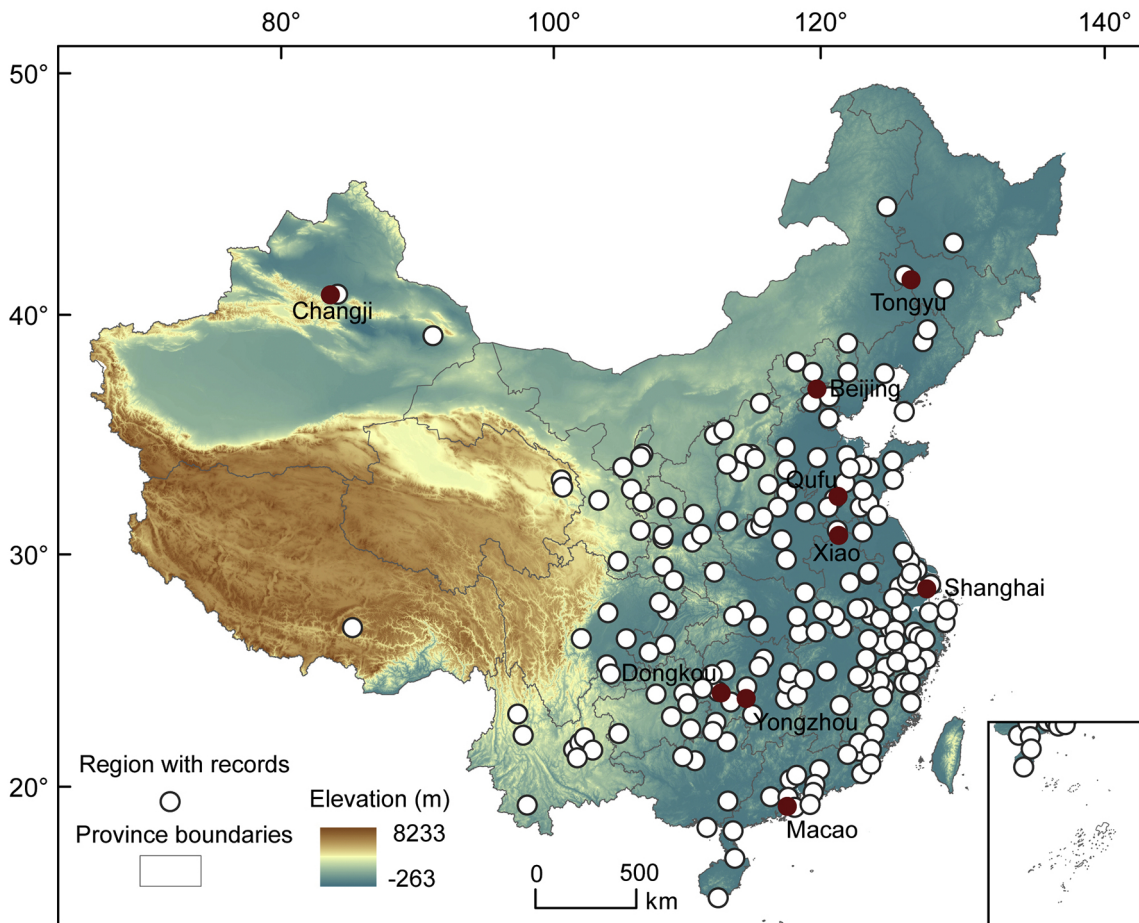 80° 100° 120° 140°
50°
40°
30°
20°
Changji
Tongyu
Beijing
Qufu
Xiao
Shanghai
Dongkou
Yongzhou
Macao
Region with records
Province boundaries
Elevation (m)
8233
-263
0 500
km